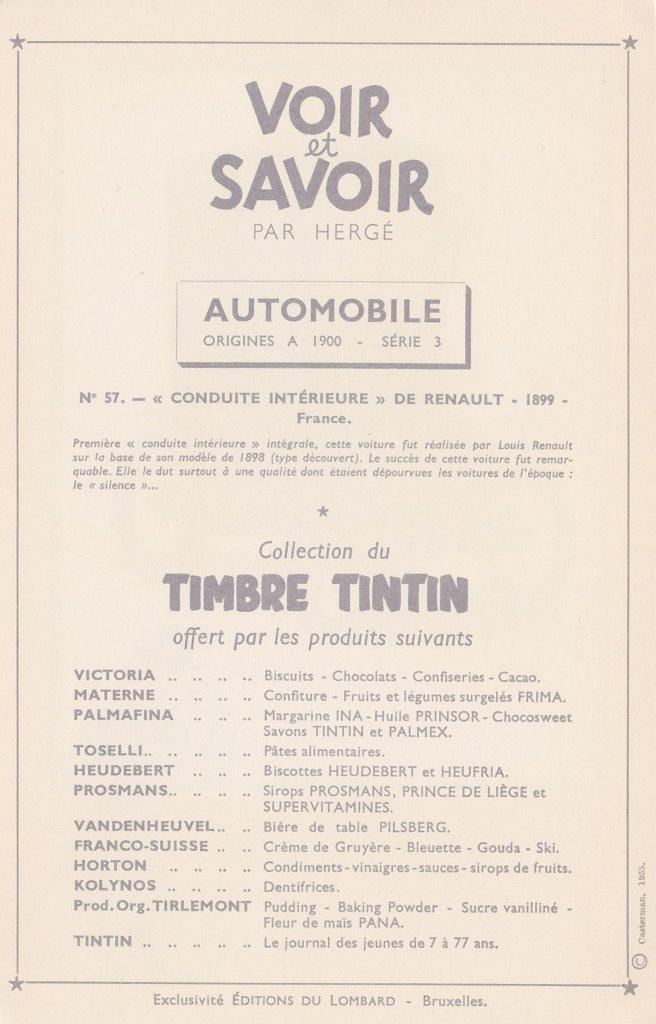 VOIR
et
SAVOIR
PAR HERGÉ
AUTOMOBILE
ORIGINES A 1900 - SÉRIE 3
N° 57. — « CONDUITE INTÉRIEURE » DE RENAULT - 1899 -
France.
Première « conduite intérieure » intégrale, cette voiture fut réalisée par Louis Renault
sur la base de son modèle de 1898 (type découvert). Le succès de cette voiture fut remar-
quable. Elle le dut surtout à une qualité dont étaient dépourvues les voitures de l'époque :
le « silence »...
Collection du
TIMBRE TINTIN
offert par les produits suivants
VICTORIA .. .. .. .. Biscuits - Chocolats - Confiseries - Cacao.
MATERNE .. .. .. .. Confiture - Fruits et légumes surgelés FRIMA.
PALMAFINA .. .. .. Margarine INA - Huile PRINSOR - Chocosweet
Savons TINTIN et PALMEX.
TOSELLI.. .. .. .. .. Pâtes alimentaires.
HEUDEBERT .. .. .. Biscottes HEUDEBERT et HEUFRIA.
PROSMANS.. .. .. .. Sirops PROSMANS, PRINCE DE LIÈGE et
SUPERVITAMINES.
VANDENHEUVEL.. .. Bière de table PILSBERG.
FRANCO-SUISSE .. .. Crème de Gruyère - Bleuette - Gouda - Ski.
HORTON .. .. .. .. Condiments-vinaigres-sauces-sirops de fruits.
KOLYNOS .. .. .. .. Dentifrices.
Prod.Org.TIRLEMONT Pudding - Baking Powder - Sucre vanilliné -
Fleur de maïs PANA.
TINTIN .. .. .. .. .. Le journal des jeunes de 7 à 77 ans.
© Casterman, 1953.
Exclusivité ÉDITIONS DU LOMBARD - Bruxelles.